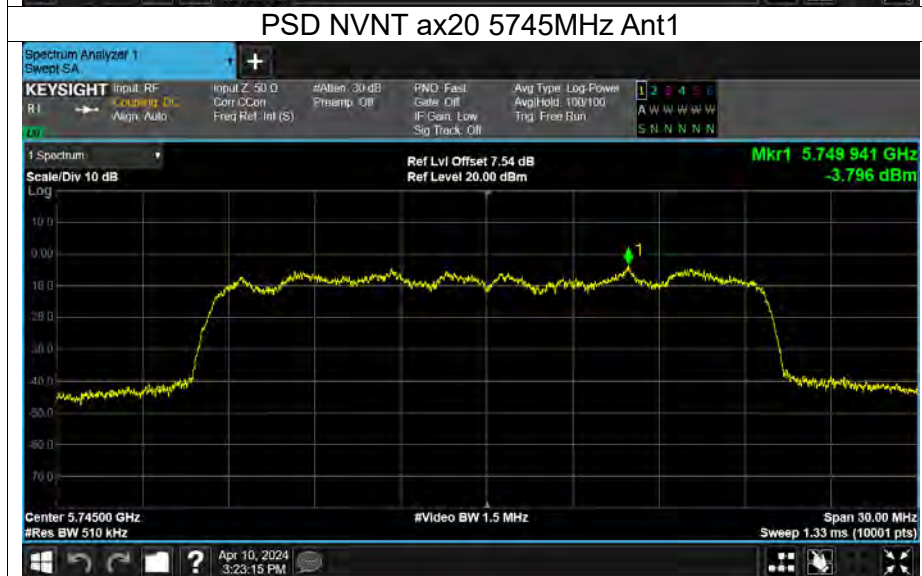 PSD NVNT ax20 5745MHz Ant1
Spectrum Analyzer 1
Swept SA
+
KEYSIGHT Input: RF Input Z: 50 Ω #Atten: 30 dB PNO: Fast Avg Type: Log-Power 1 2 3 4 5 6
Coupling: DC Corr CCorr Preamp: Off Gate: Off Avg|Hold: 100/100 A W W W W W
Align: Auto Freq Ref: Int (S) IF Gain: Low Trig: Free Run
Sig Track: Off S N N N N N
1 Spectrum Ref Lvl Offset 7.54 dB Mkr1 5.749 941 GHz
Scale/Div 10 dB Ref Level 20.00 dBm -3.796 dBm
Log
10.0
0.00
-10.0
-20.0
-30.0
-40.0
-50.0
-60.0
-70.0
1
Center 5.74500 GHz #Video BW 1.5 MHz Span 30.00 MHz
#Res BW 510 kHz Sweep 1.33 ms (10001 pts)
? Apr 10, 2024
3:23:15 PM